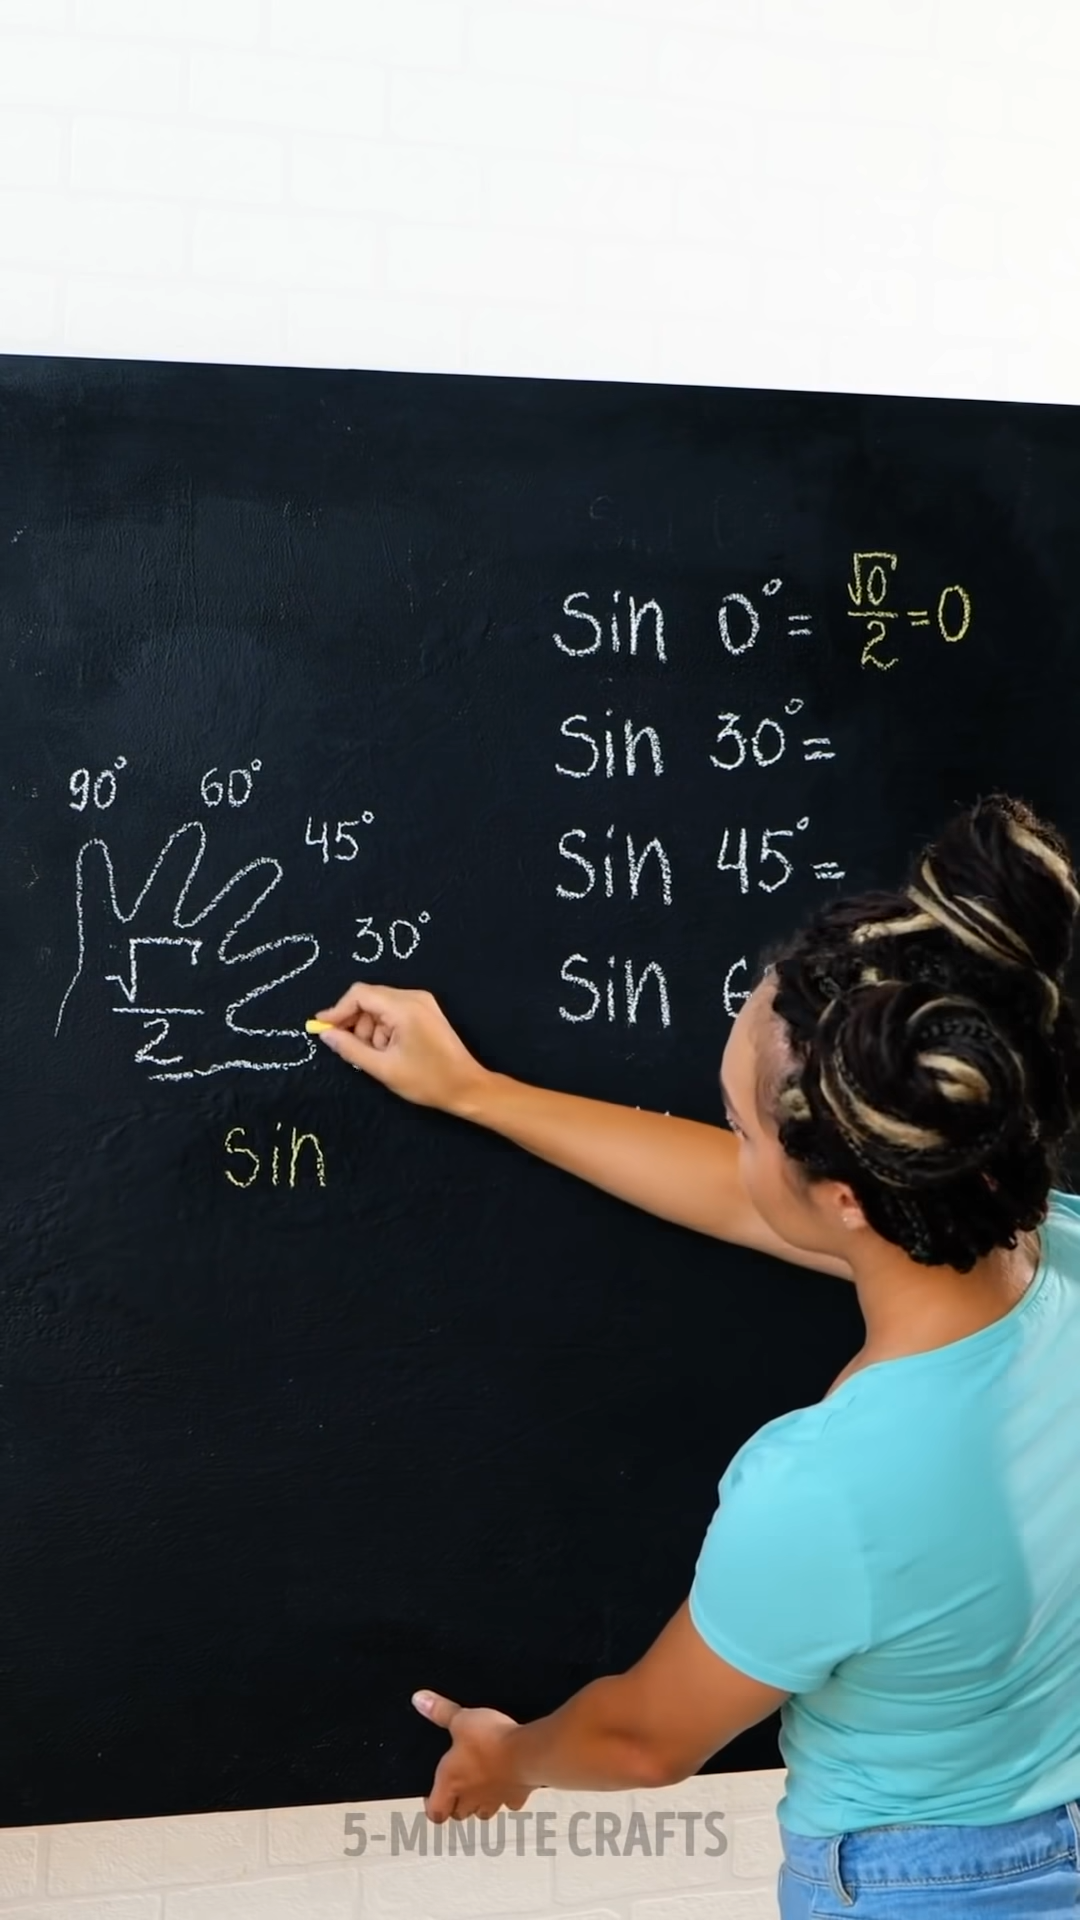 Sin 0° = √0/2 = 0
Sin 30° =
Sin 45° =
Sin
90° 60° 45° 30°
√/2
sin
5-MINUTE CRAFTS